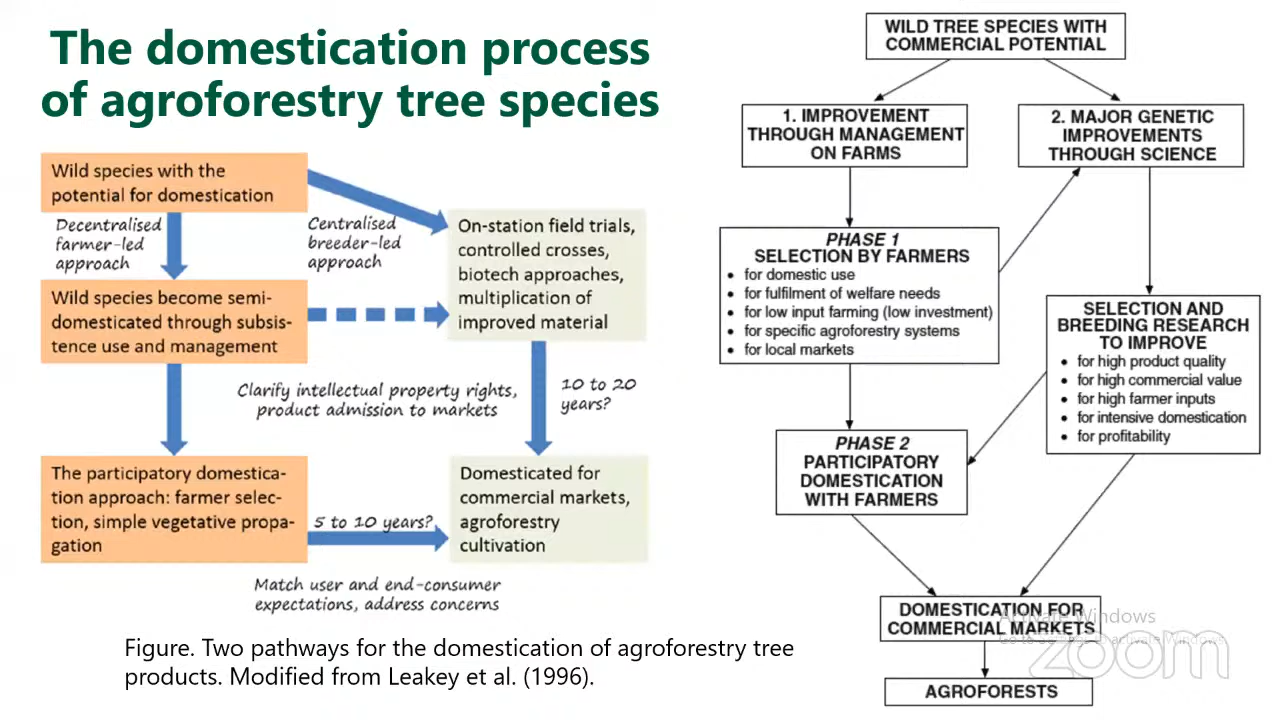 The domestication process
of agroforestry tree species
Wild species with the
potential for domestication
Decentralised
farmer-led
approach
Centralised
breeder-led
approach
On-station field trials,
controlled crosses,
biotech approaches,
multiplication of
improved material
Wild species become semi-
domesticated through subsis-
tence use and management
Clarify intellectual property rights,
product admission to markets
10 to 20
years?
The participatory domestica-
tion approach: farmer selec-
tion, simple vegetative propa-
gation
5 to 10 years?
Domesticated for
commercial markets,
agroforestry
cultivation
Match user and end-consumer
expectations, address concerns
Figure. Two pathways for the domestication of agroforestry tree
products. Modified from Leakey et al. (1996).
WILD TREE SPECIES WITH
COMMERCIAL POTENTIAL
1. IMPROVEMENT
THROUGH MANAGEMENT
ON FARMS
2. MAJOR GENETIC
IMPROVEMENTS
THROUGH SCIENCE
PHASE 1
SELECTION BY FARMERS
• for domestic use
• for fulfilment of welfare needs
• for low input farming (low investment)
• for specific agroforestry systems
• for local markets
SELECTION AND
BREEDING RESEARCH
TO IMPROVE
• for high product quality
• for high commercial value
• for high farmer inputs
• for intensive domestication
• for profitability
PHASE 2
PARTICIPATORY
DOMESTICATION
WITH FARMERS
DOMESTICATION FOR
COMMERCIAL MARKETS
AGROFORESTS
Activate Windows
Go to activate Windows
zoom